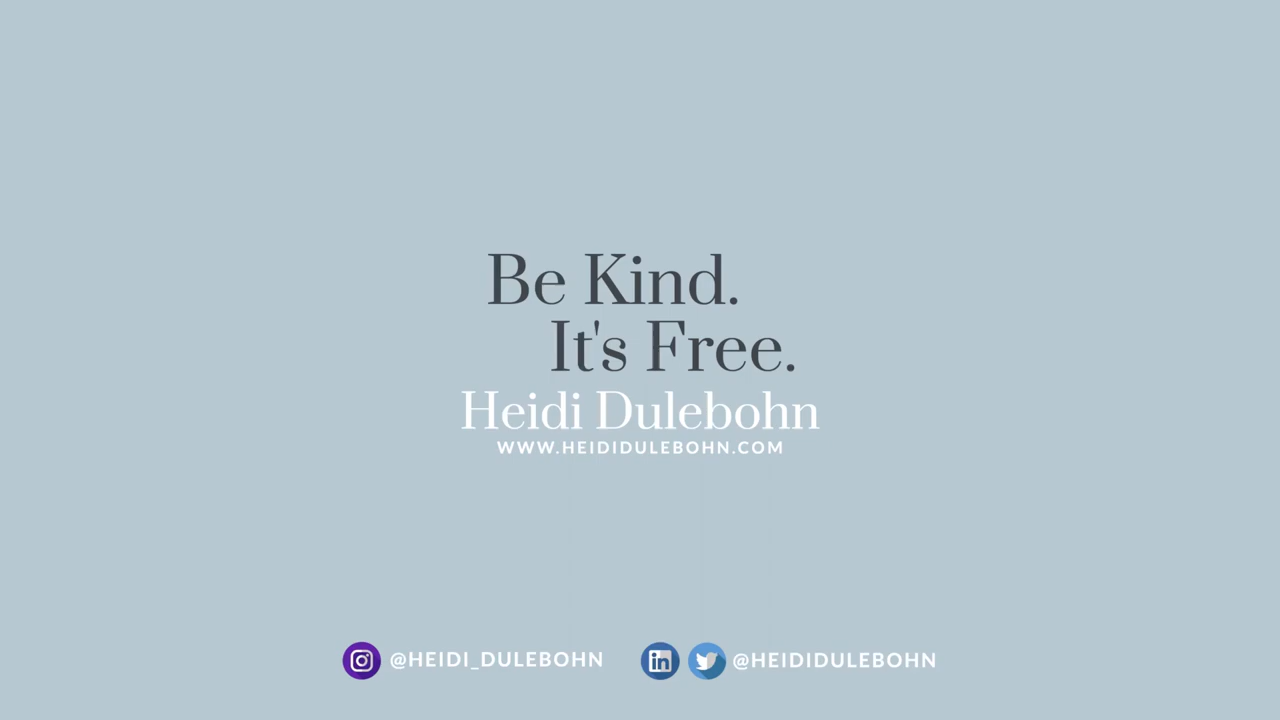 Be Kind.
It's Free.
Heidi Dulebohn
WWW.HEIDIDULEBOHN.COM
@HEIDI_DULEBOHN
@HEIDIDULEBOHN